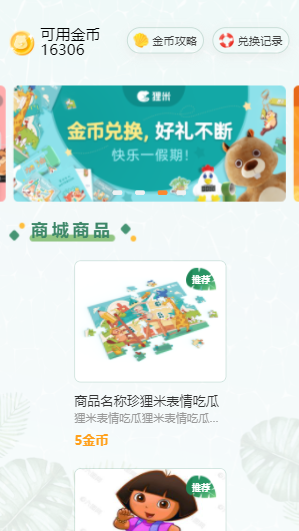 可用金币
16306
金币攻略
兑换记录
狸米
金币兑换，好礼不断
快乐一假期！
商城商品
推荐
商品名称珍狸米表情吃瓜
狸米表情吃瓜狸米表情吃瓜...
5金币
推荐